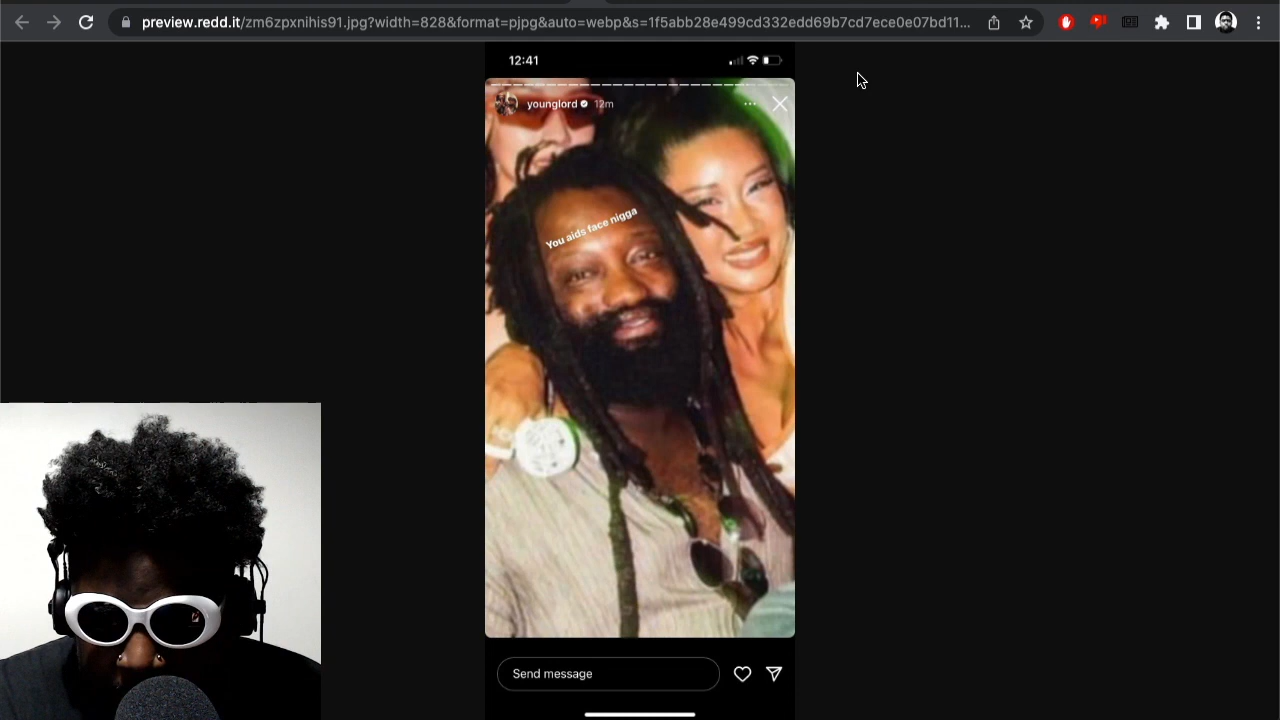 preview.redd.it/zm6zpxnihis91.jpg?width=828&format=pjpg&auto=webp&s=1f5abb28e499cd332edd69b7cd7ece0e07bd11...
12:41
younglord 12m
You aids face nigga
Send message